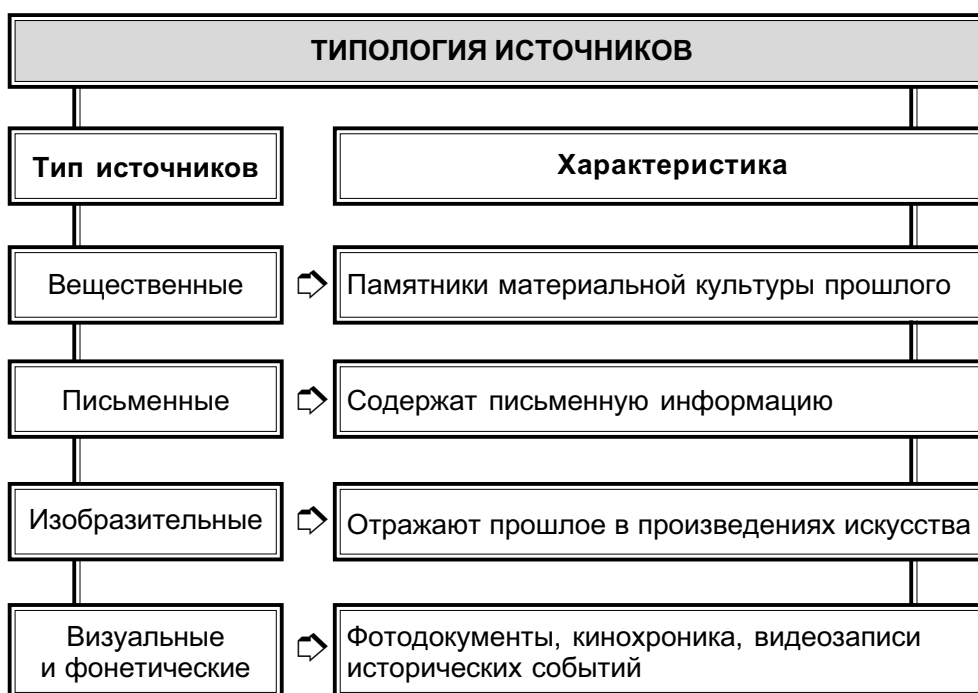 ТИПОЛОГИЯ ИСТОЧНИКОВ
Тип источников
Характеристика
Вещественные
Памятники материальной культуры прошлого
Письменные
Содержат письменную информацию
Изобразительные
Отражают прошлое в произведениях искусства
Визуальные
и фонетические
Фотодокументы, кинохроника, видеозаписи
исторических событий